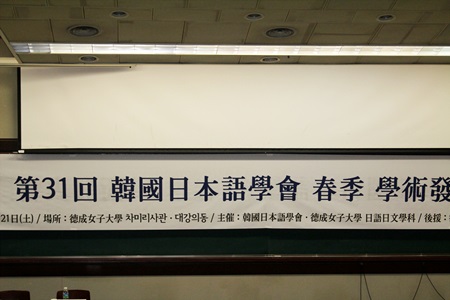 제31회 韓國日本語學會 春季 學術發
21日(土) / 場所 : 德成女子大學 차미리사관·대강의동 / 主催 : 韓國日本語學會·德成女子大學 日語日文學科 / 後援 :